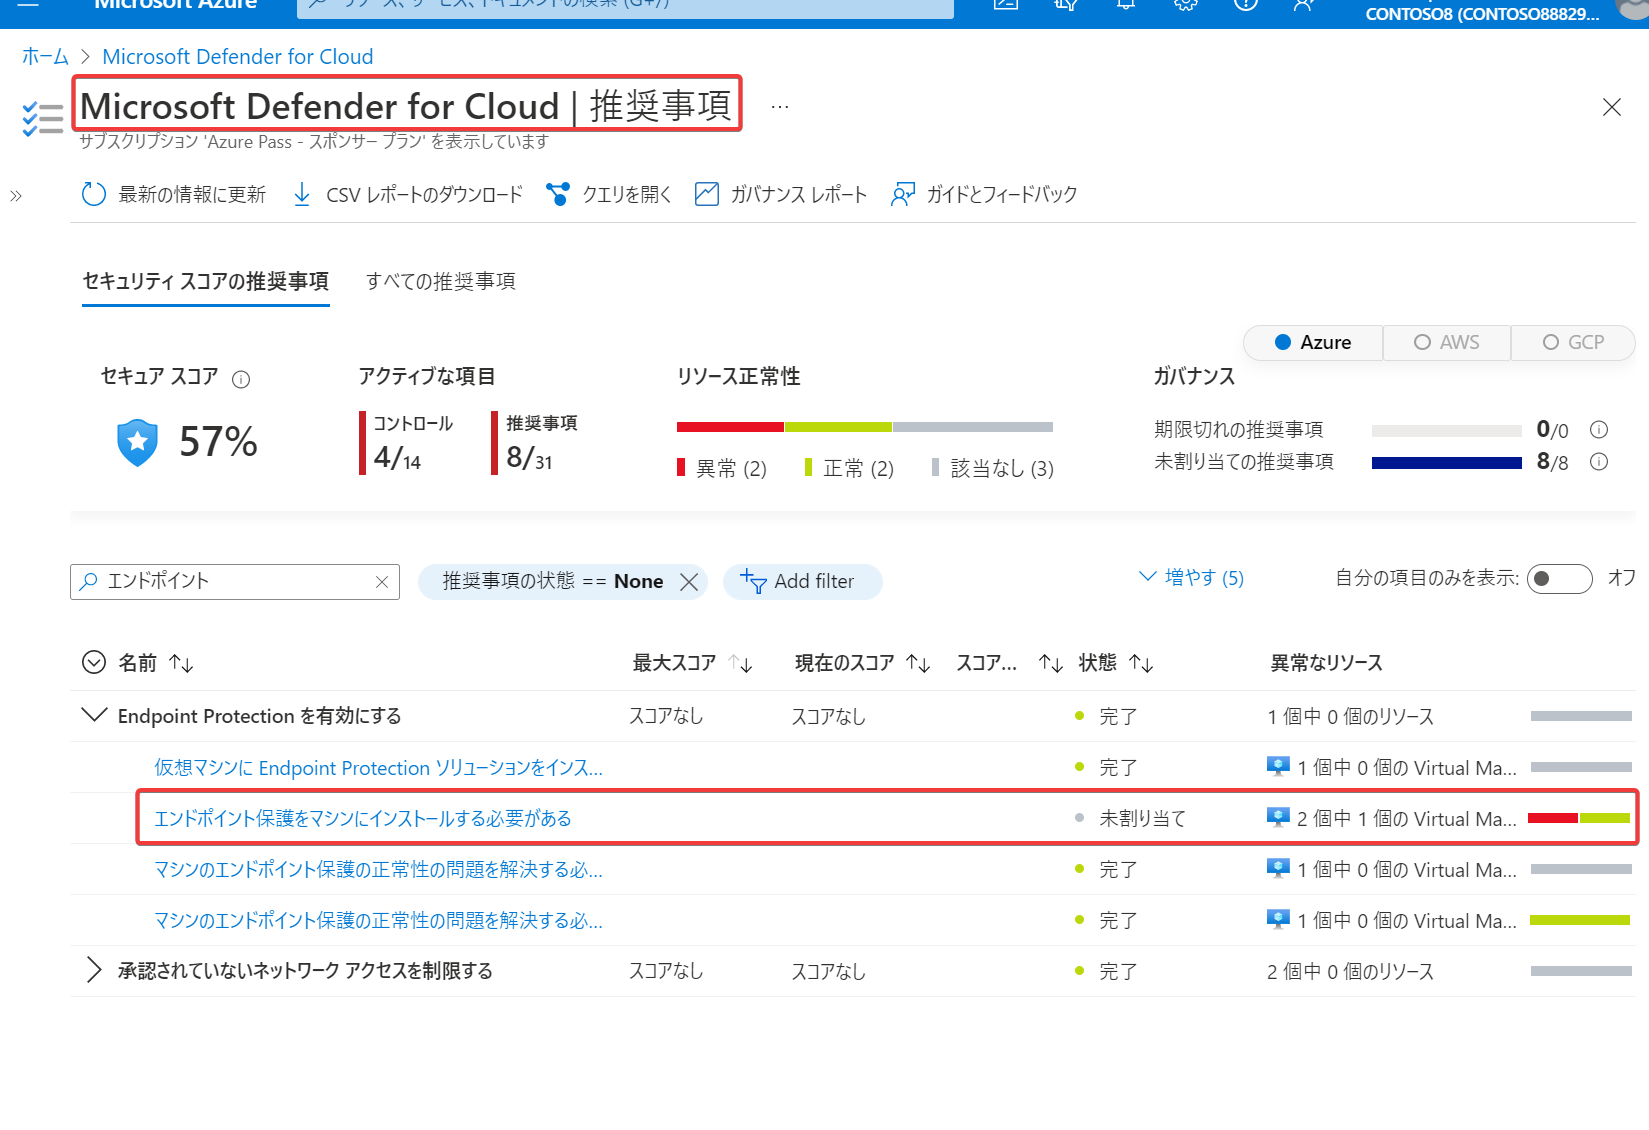 Microsoft Azure
リソース、サービス、ドキュメントの検索 (G+/)
CONTOSO8 (CONTOSO88829...
ホーム > Microsoft Defender for Cloud
Microsoft Defender for Cloud | 推奨事項 ...
サブスクリプション 'Azure Pass - スポンサー プラン' を表示しています
最新の情報に更新 CSV レポートのダウンロード クエリを開く ガバナンス レポート ガイドとフィードバック
セキュリティ スコアの推奨事項 すべての推奨事項
Azure AWS GCP
セキュア スコア アクティブな項目 リソース正常性 ガバナンス
57%
コントロール 推奨事項
4/14 8/31
異常 (2) 正常 (2) 該当なし (3)
期限切れの推奨事項 0/0
未割り当ての推奨事項 8/8
エンドポイント
推奨事項の状態 == None
Add filter
増やす (5)
自分の項目のみを表示: オフ
名前 最大スコア 現在のスコア スコア... 状態 異常なリソース
Endpoint Protection を有効にする スコアなし スコアなし 完了 1 個中 0 個のリソース
仮想マシンに Endpoint Protection ソリューションをインス... 完了 1 個中 0 個の Virtual Ma...
エンドポイント保護をマシンにインストールする必要がある 未割り当て 2 個中 1 個の Virtual Ma...
マシンのエンドポイント保護の正常性の問題を解決する必... 完了 1 個中 0 個の Virtual Ma...
マシンのエンドポイント保護の正常性の問題を解決する必... 完了 1 個中 0 個の Virtual Ma...
承認されていないネットワーク アクセスを制限する スコアなし スコアなし 完了 2 個中 0 個のリソース